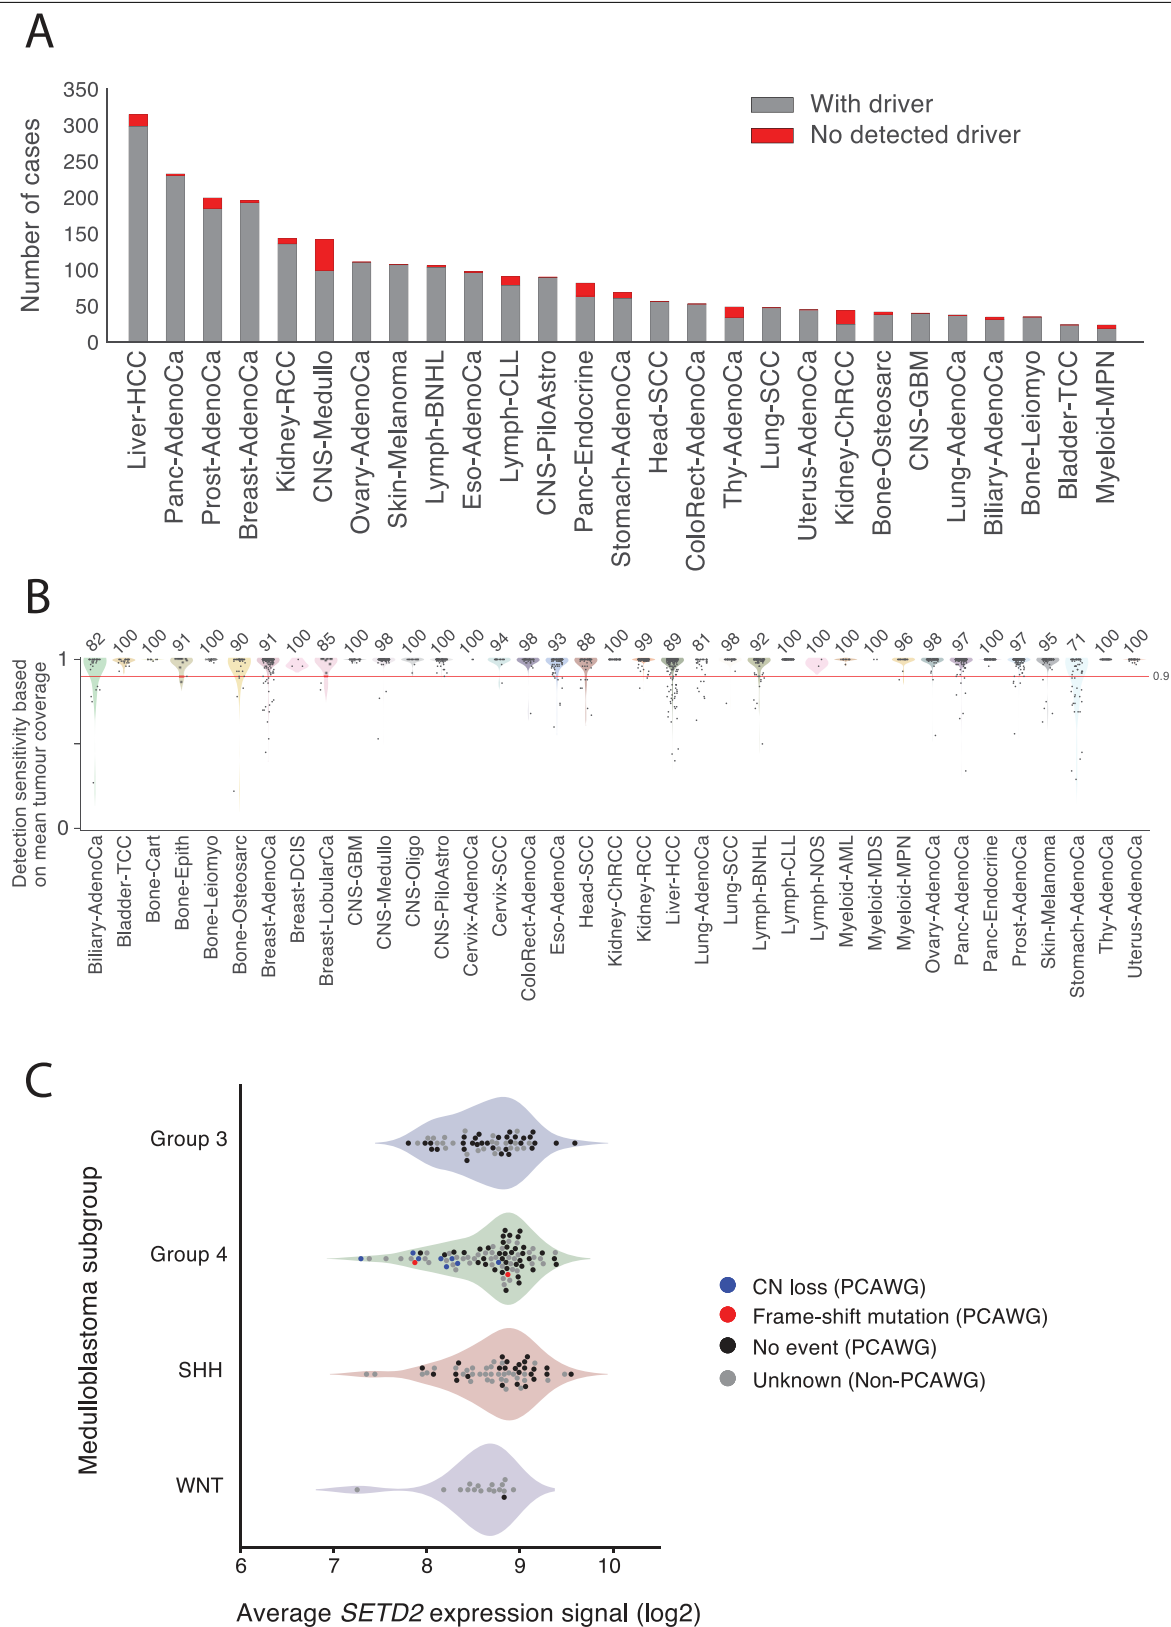 A
Number of cases
350
300
250
200
150
100
50
0
With driver
No detected driver
Liver-HCC
Panc-AdenoCa
Prost-AdenoCa
Breast-AdenoCa
Kidney-RCC
CNS-Medullo
Ovary-AdenoCa
Skin-Melanoma
Lymph-BNHL
Eso-AdenoCa
Lymph-CLL
CNS-PiloAstro
Panc-Endocrine
Stomach-AdenoCa
Head-SCC
ColoRect-AdenoCa
Thy-AdenoCa
Lung-SCC
Uterus-AdenoCa
Kidney-ChRCC
Bone-Osteosarc
CNS-GBM
Lung-AdenoCa
Biliary-AdenoCa
Bone-Leiomyo
Bladder-TCC
Myeloid-MPN
B
Detection sensitivity based
on mean tumour coverage
1
0
82 100 100 91 100 90 91 100 85 100 98 100 100 100 94 98 93 88 100 99 89 81 98 92 100 100 100 100 96 98 97 100 97 95 71 100 100
0.9
Biliary-AdenoCa
Bladder-TCC
Bone-Cart
Bone-Epith
Bone-Leiomyo
Bone-Osteosarc
Breast-AdenoCa
Breast-DCIS
Breast-LobularCa
CNS-GBM
CNS-Medullo
CNS-Oligo
CNS-PiloAstro
Cervix-AdenoCa
Cervix-SCC
ColoRect-AdenoCa
Eso-AdenoCa
Head-SCC
Kidney-ChRCC
Kidney-RCC
Liver-HCC
Lung-AdenoCa
Lung-SCC
Lymph-BNHL
Lymph-CLL
Lymph-NOS
Myeloid-AML
Myeloid-MDS
Myeloid-MPN
Ovary-AdenoCa
Panc-AdenoCa
Panc-Endocrine
Prost-AdenoCa
Skin-Melanoma
Stomach-AdenoCa
Thy-AdenoCa
Uterus-AdenoCa
C
Medulloblastoma subgroup
Group 3
Group 4
SHH
WNT
CN loss (PCAWG)
Frame-shift mutation (PCAWG)
No event (PCAWG)
Unknown (Non-PCAWG)
6 7 8 9 10
Average SETD2 expression signal (log2)